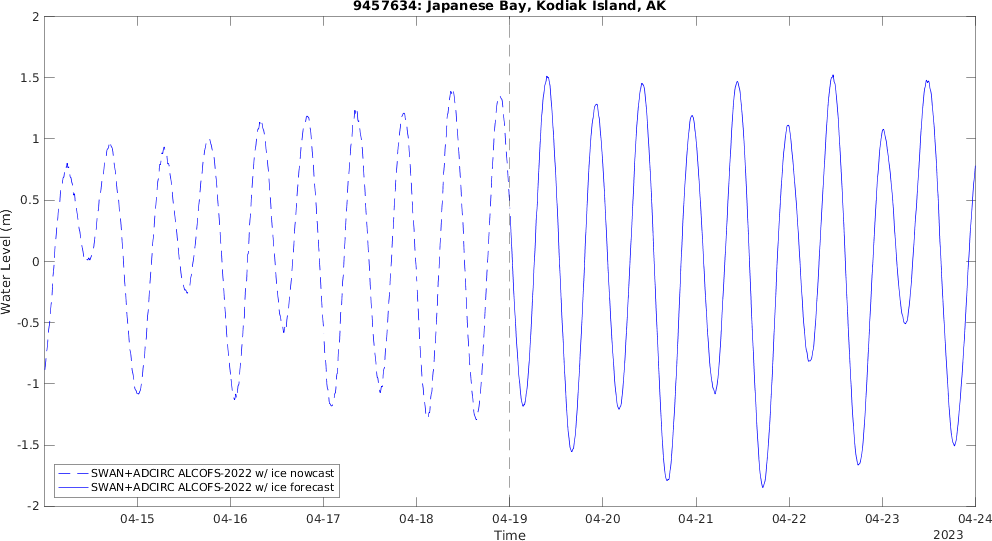 9457634: Japanese Bay, Kodiak Island, AK
2
1.5
1
0.5
0
-0.5
-1
-1.5
-2
Water Level (m)
SWAN+ADCIRC ALCOFS-2022 w/ ice nowcast
SWAN+ADCIRC ALCOFS-2022 w/ ice forecast
04-15 04-16 04-17 04-18 04-19 04-20 04-21 04-22 04-23 04-24
Time
2023